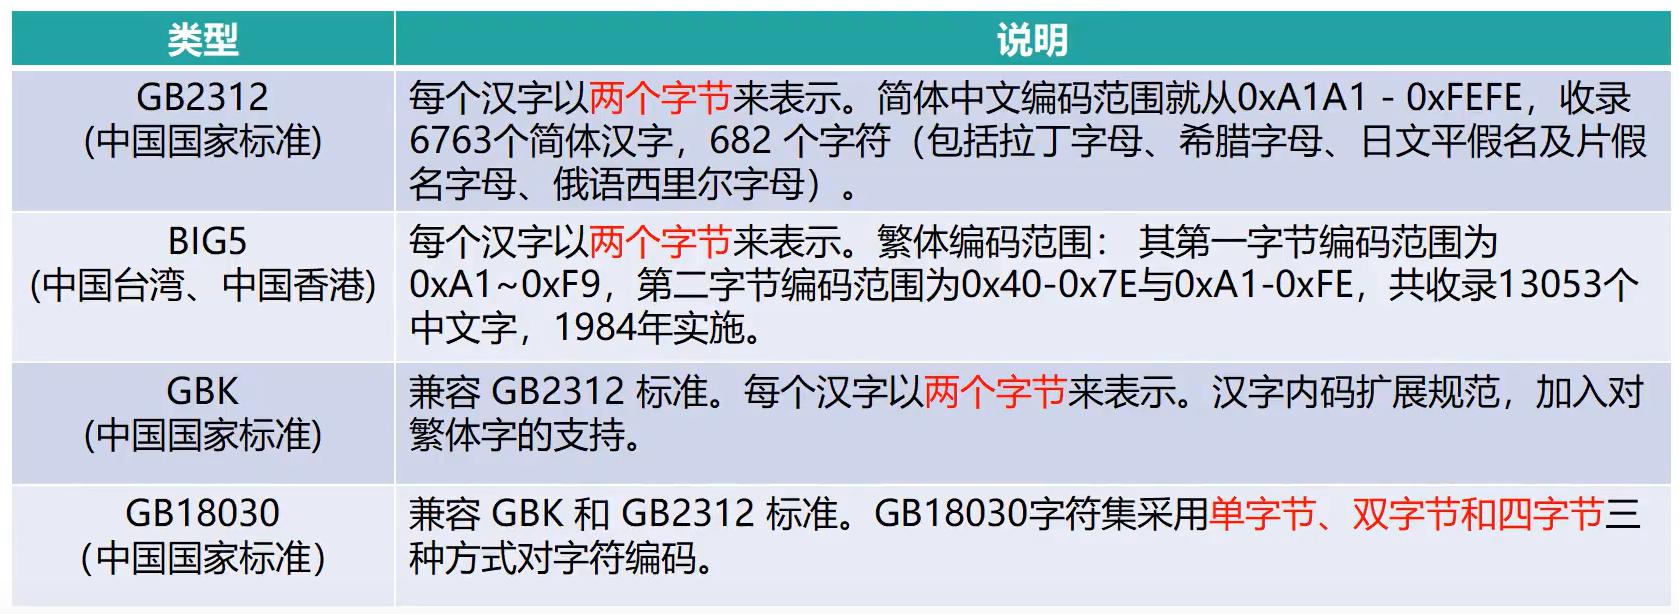 类型
说明
GB2312
(中国国家标准)
每个汉字以两个字节来表示。简体中文编码范围就从0xA1A1 - 0xFEFE，收录
6763个简体汉字，682 个字符（包括拉丁字母、希腊字母、日文平假名及片假
名字母、俄语西里尔字母）。
BIG5
(中国台湾、中国香港)
每个汉字以两个字节来表示。繁体编码范围： 其第一字节编码范围为
0xA1~0xF9，第二字节编码范围为0x40-0x7E与0xA1-0xFE，共收录13053个
中文字，1984年实施。
GBK
(中国国家标准)
兼容 GB2312 标准。每个汉字以两个字节来表示。汉字内码扩展规范，加入对
繁体字的支持。
GB18030
（中国国家标准）
兼容 GBK 和 GB2312 标准。GB18030字符集采用单字节、双字节和四字节三
种方式对字符编码。